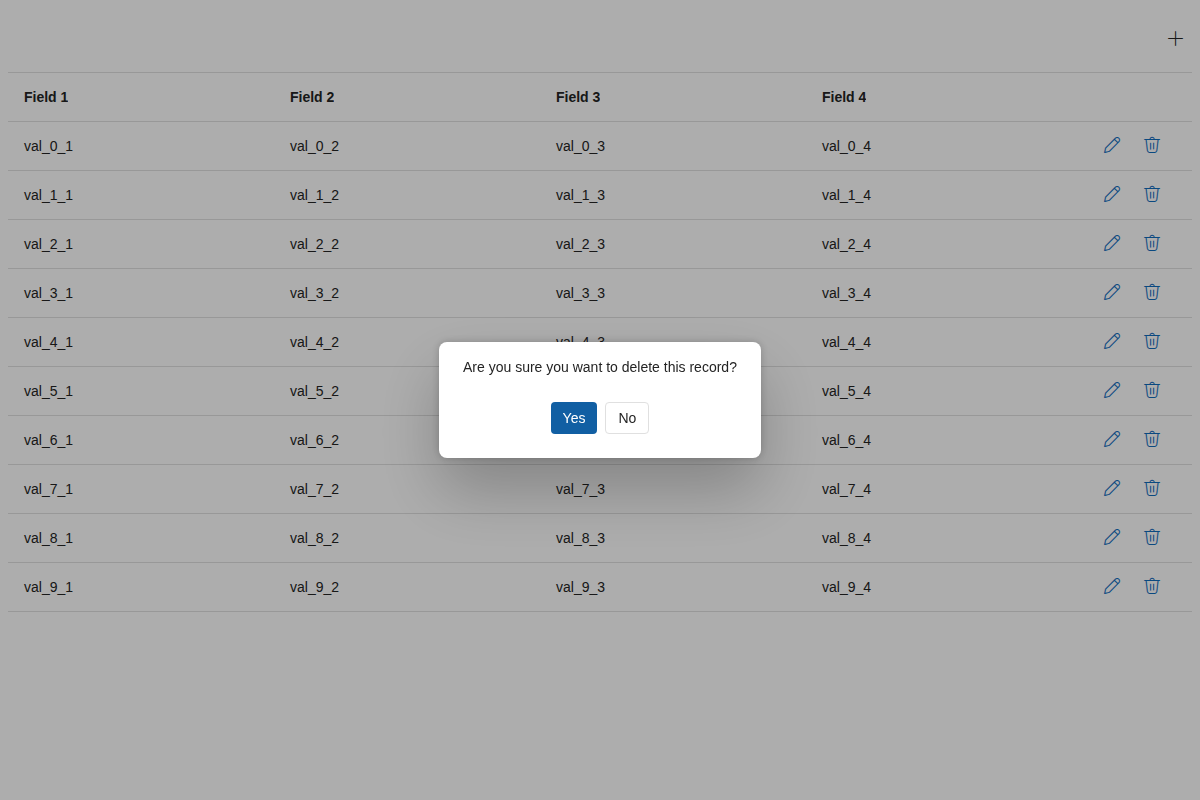 Field 1 Field 2 Field 3 Field 4
val_0_1 val_0_2 val_0_3 val_0_4
val_1_1 val_1_2 val_1_3 val_1_4
val_2_1 val_2_2 val_2_3 val_2_4
val_3_1 val_3_2 val_3_3 val_3_4
val_4_1 val_4_2 val_4_3 val_4_4
Are you sure you want to delete this record?
val_5_1 val_5_2 val_5_4
Yes No
val_6_1 val_6_2 val_6_4
val_7_1 val_7_2 val_7_3 val_7_4
val_8_1 val_8_2 val_8_3 val_8_4
val_9_1 val_9_2 val_9_3 val_9_4